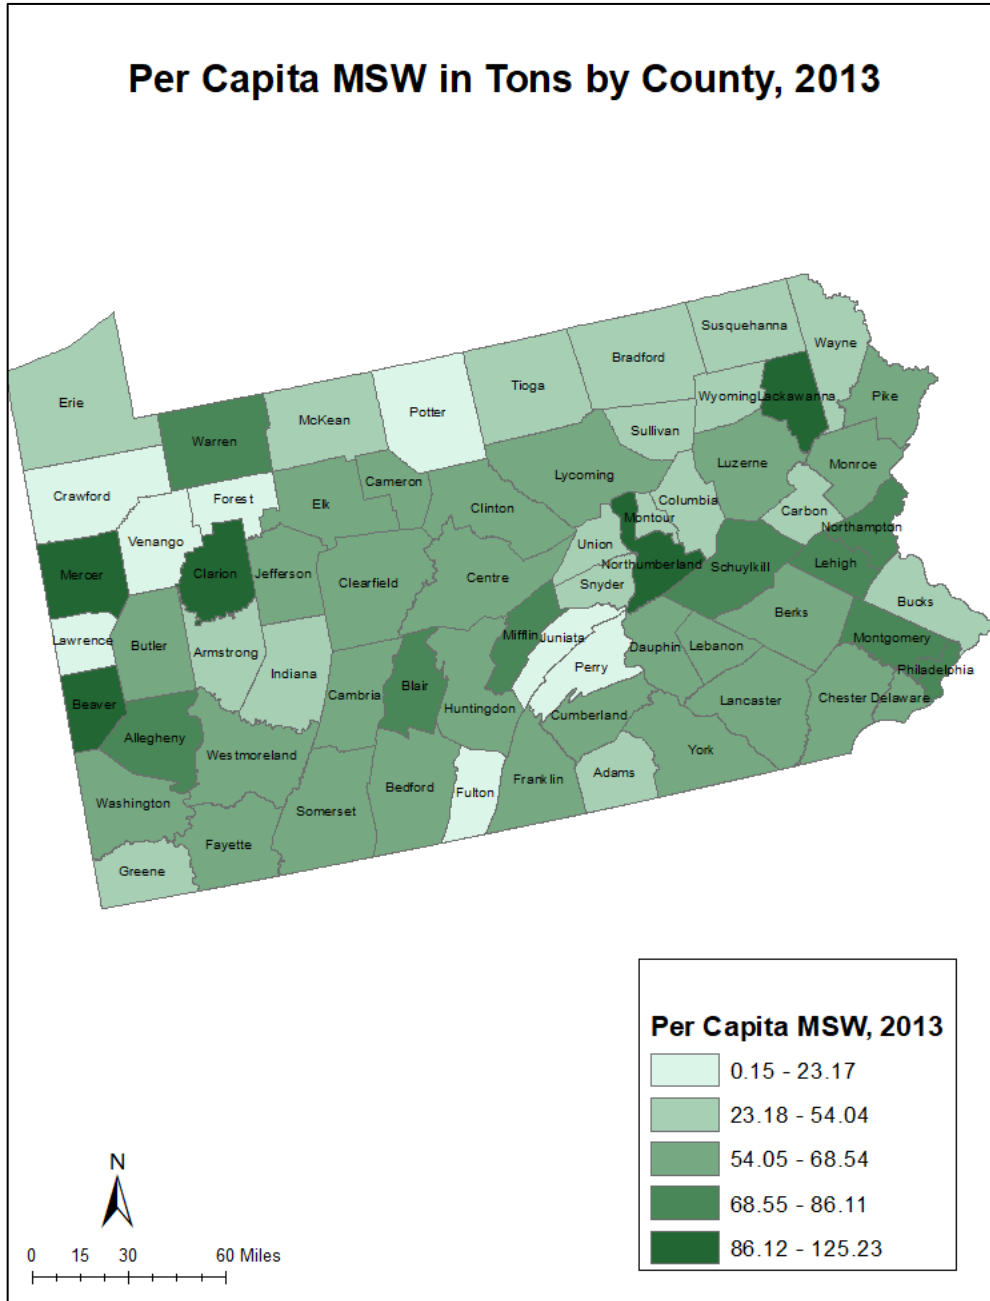 Per Capita MSW in Tons by County, 2013
Susquehanna
Wayne
Bradford
Tioga
Erie
Wyoming
Lackawanna
Pike
Potter
McKean
Warren
Sullivan
Luzerne
Monroe
Lycoming
Crawford
Forest
Elk
Cameron
Clinton
Columbia
Carbon
Montour
Northampton
Venango
Union
Mercer
Clarion
Jefferson
Clearfield
Centre
Northumberland
Schuylkill
Lehigh
Snyder
Bucks
Berks
Lawrence
Butler
Armstrong
Mifflin
Juniata
Montgomery
Dauphin
Lebanon
Perry
Philadelphia
Indiana
Blair
Cambria
Beaver
Huntingdon
Cumberland
Lancaster
Chester
Delaware
Allegheny
Westmoreland
York
Bedford
Franklin
Adams
Fulton
Washington
Somerset
Fayette
Greene
Per Capita MSW, 2013
0.15 - 23.17
23.18 - 54.04
54.05 - 68.54
68.55 - 86.11
86.12 - 125.23
N
0 15 30 60 Miles